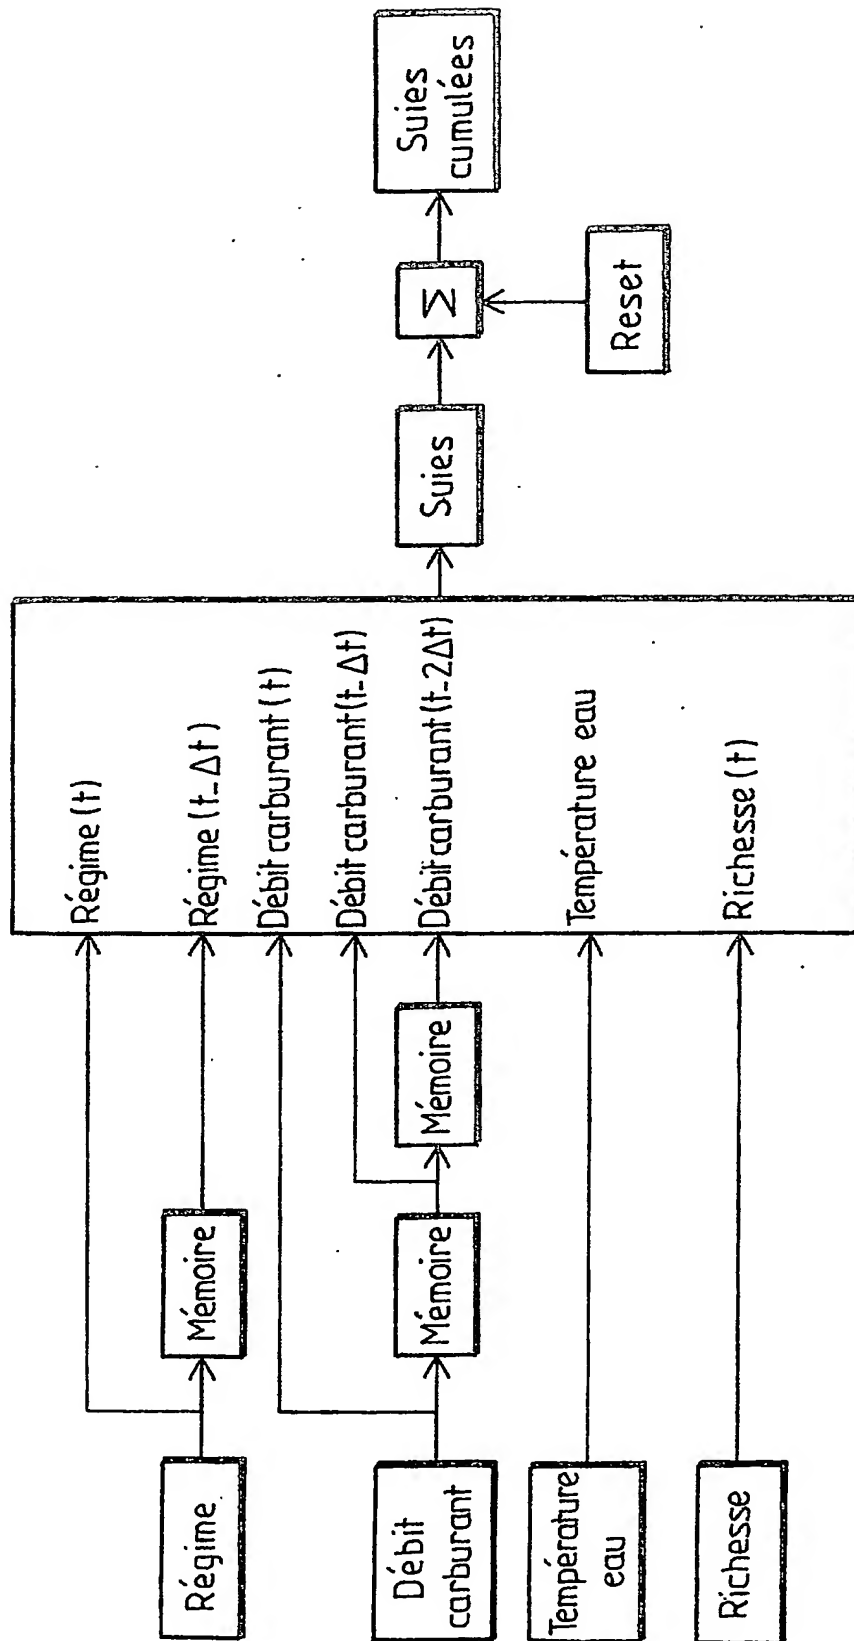 Régime
Mémoire
Régime (t)
Régime (t-Δt)
Débit
carburant
Mémoire
Mémoire
Débit carburant (t)
Débit carburant (t-Δt)
Débit carburant (t-2Δt)
Température
eau
Température eau
Richesse
Richesse (t)
Suies
Σ
Reset
Suies
cumulées